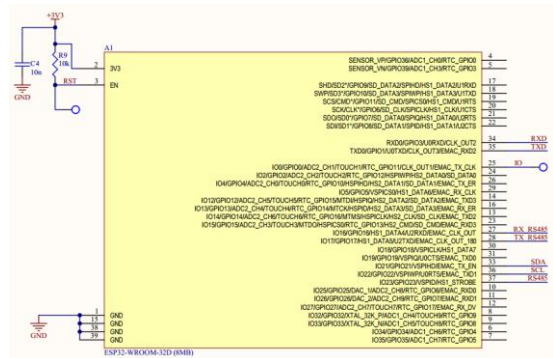 +3V3
A1
C4
10n
R9
10k
RST
GND
2
3V3
3
EN
SENSOR_VP/GPIO36/ADC1_CH0/RTC_GPIO0
4
SENSOR_VN/GPIO39/ADC1_CH3/RTC_GPIO3
5
SHD/SD2*/GPIO9/SD_DATA2/SPIHD/HS1_DATA2/U1RXD
17
SWP/SD3*/GPIO10/SD_DATA3/SPIWP/HS1_DATA3/U1TXD
18
SCS/CMD*/GPIO11/SD_CMD/SPICS0/HS1_CMD/U1RTS
19
SCK/CLK*/GPIO6/SD_CLK/SPICLK/HS1_CLK/U1CTS
20
SDO/SD0*/GPIO7/SD_DATA0/SPIQ/HS1_DATA0/U2RTS
21
SDI/SD1*/GPIO8/SD_DATA1/SPID/HS1_DATA1/U2CTS
22
RXD0/GPIO3/U0RXD/CLK_OUT2
34
RXD
TXD0/GPIO1/U0TXD/CLK_OUT3/EMAC_RXD2
35
TXD
IO0/GPIO0/ADC2_CH1/TOUCH1/RTC_GPIO11/CLK_OUT1/EMAC_TX_CLK
25
IO
IO2/GPIO2/ADC2_CH2/TOUCH2/RTC_GPIO12/HSPIWP/HS2_DATA0/SD_DATA0
24
IO4/GPIO4/ADC2_CH0/TOUCH0/RTC_GPIO10/HSPIHD/HS2_DATA1/SD_DATA1/EMAC_TX_ER
26
IO5/GPIO5/VSPICS0/HS1_DATA6/EMAC_RX_CLK
29
IO12/GPIO12/ADC2_CH5/TOUCH5/RTC_GPIO15/MTDI/HSPIQ/HS2_DATA2/SD_DATA2/EMAC_TXD3
14
IO13/GPIO13/ADC2_CH4/TOUCH4/RTC_GPIO14/MTCK/HSPID/HS2_DATA3/SD_DATA3/EMAC_RX_ER
16
IO14/GPIO14/ADC2_CH6/TOUCH6/RTC_GPIO16/MTMS/HSPICLK/HS2_CLK/SD_CLK/EMAC_TXD2
13
IO15/GPIO15/ADC2_CH3/TOUCH3/MTDO/HSPICS0/RTC_GPIO13/HS2_CMD/SD_CMD/EMAC_RXD3
23
IO16/GPIO16/HS1_DATA4/U2RXD/EMAC_CLK_OUT
27
RX_RS485
IO17/GPIO17/HS1_DATA5/U2TXD/EMAC_CLK_OUT_180
28
TX_RS485
IO18/GPIO18/VSPICLK/HS1_DATA7
30
IO19/GPIO19/VSPIQ/U0CTS/EMAC_TXD0
31
IO21/GPIO21/VSPIHD/EMAC_TX_EN
33
SDA
IO22/GPIO22/VSPIWP/U0RTS/EMAC_TXD1
36
SCL
IO23/GPIO23/VSPID/HS1_STROBE
37
RS485
IO25/GPIO25/DAC_1/ADC2_CH8/RTC_GPIO6/EMAC_RXD0
10
IO26/GPIO26/DAC_2/ADC2_CH9/RTC_GPIO7/EMAC_RXD1
11
IO27/GPIO27/ADC2_CH7/TOUCH7/RTC_GPIO17/EMAC_RX_DV
12
IO32/GPIO32/XTAL_32K_P/ADC1_CH4/TOUCH9/RTC_GPIO9
8
IO33/GPIO33/XTAL_32K_N/ADC1_CH5/TOUCH8/RTC_GPIO8
9
IO34/GPIO34/ADC1_CH6/RTC_GPIO4
6
IO35/GPIO35/ADC1_CH7/RTC_GPIO5
7
1
GND
15
GND
38
GND
39
GND
GND
ESP32-WROOM-32D (8MB)